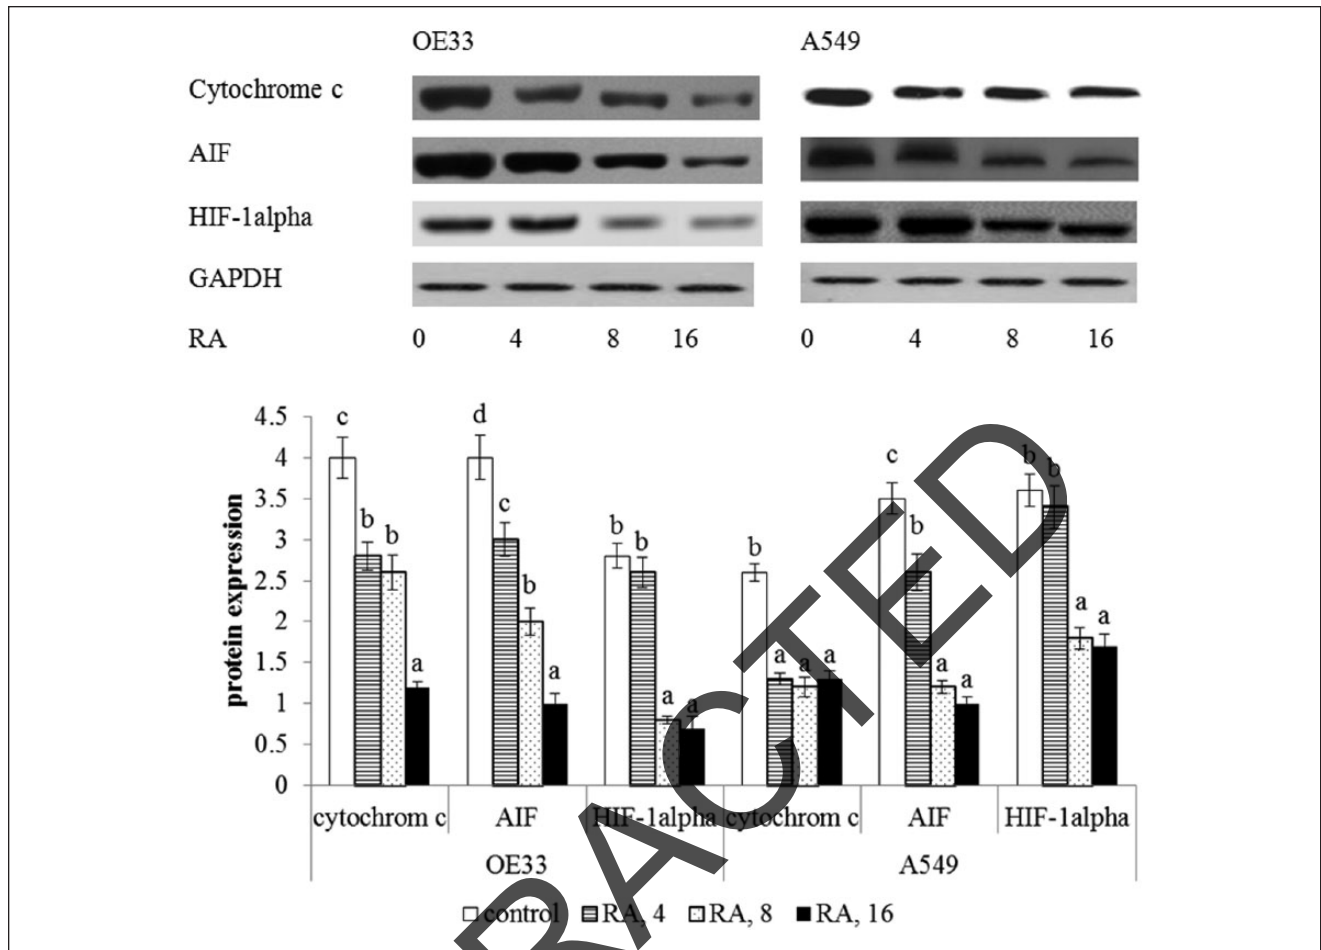 OE33 A549
Cytochrome c
AIF
HIF-1alpha
GAPDH
RA 0 4 8 16 0 4 8 16
protein expression
4.5
4
3.5
3
2.5
2
1.5
1
0.5
0
c b b a
d c b a
b b a a
b a a a
c b a a
b b a a
cytochrom c AIF HIF-1alpha cytochrom c AIF HIF-1alpha
OE33 A549
control RA, 4 RA, 8 RA, 16
RACTED